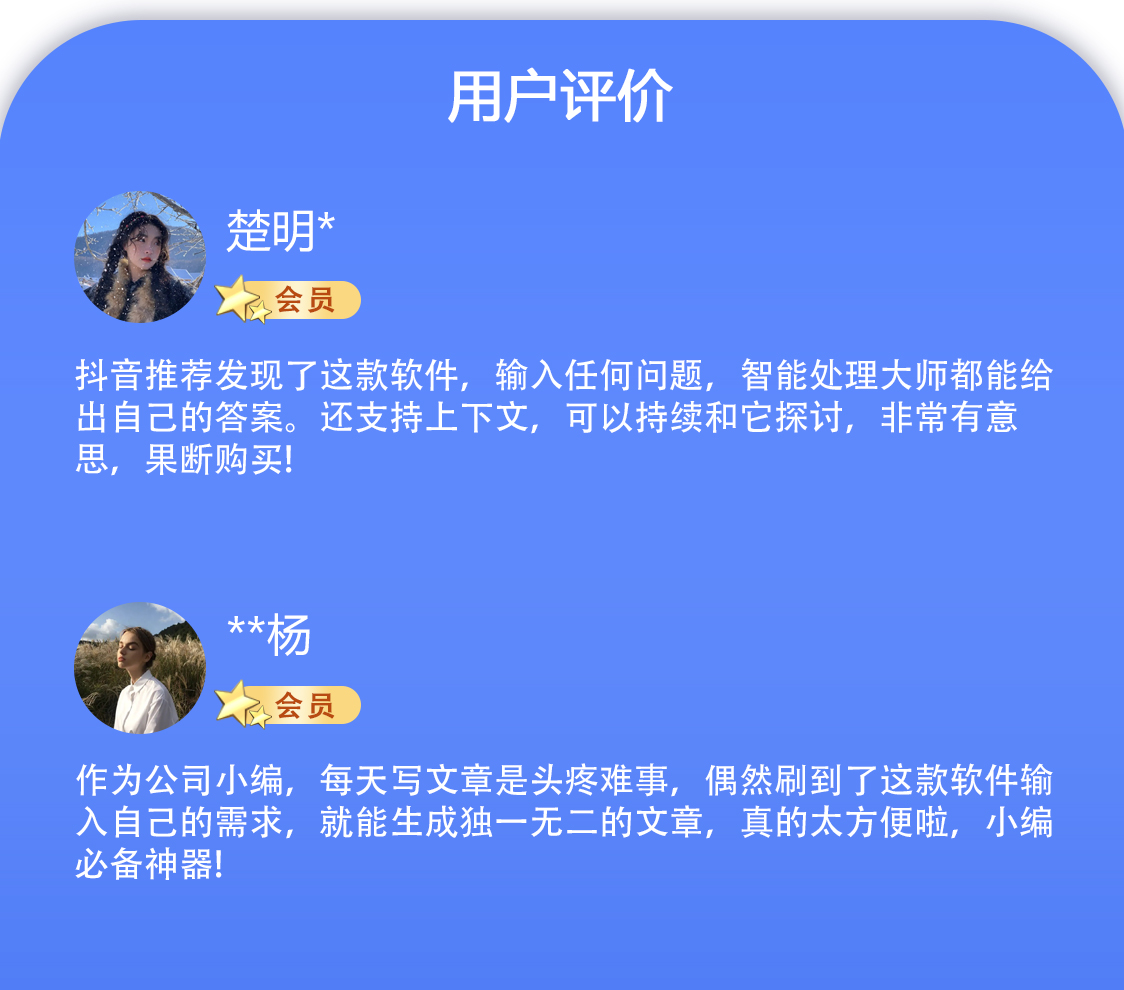 用户评价
楚明*
会员
抖音推荐发现了这款软件，输入任何问题，智能处理大师都能给
出自己的答案。还支持上下文，可以持续和它探讨，非常有意
思，果断购买!
**杨
会员
作为公司小编，每天写文章是头疼难事，偶然刷到了这款软件输
入自己的需求，就能生成独一无二的文章，真的太方便啦，小编
必备神器!